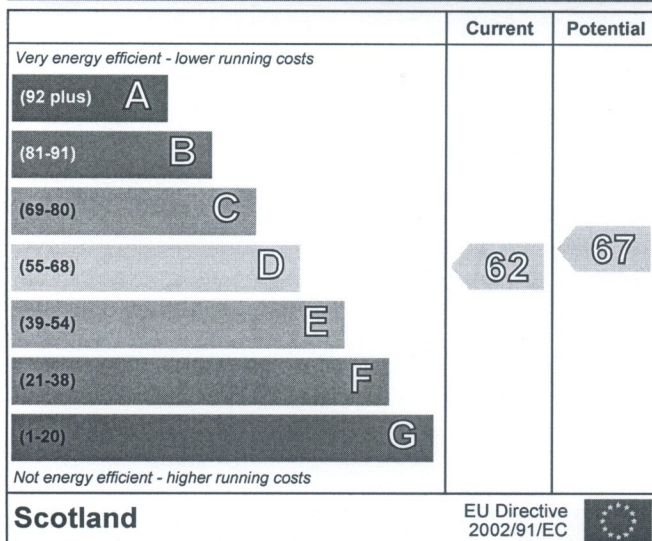 Current Potential
Very energy efficient - lower running costs
(92 plus) A
(81-91) B
(69-80) C
(55-68) D
62
67
(39-54) E
(21-38) F
(1-20) G
Not energy efficient - higher running costs
Scotland
EU Directive
2002/91/EC